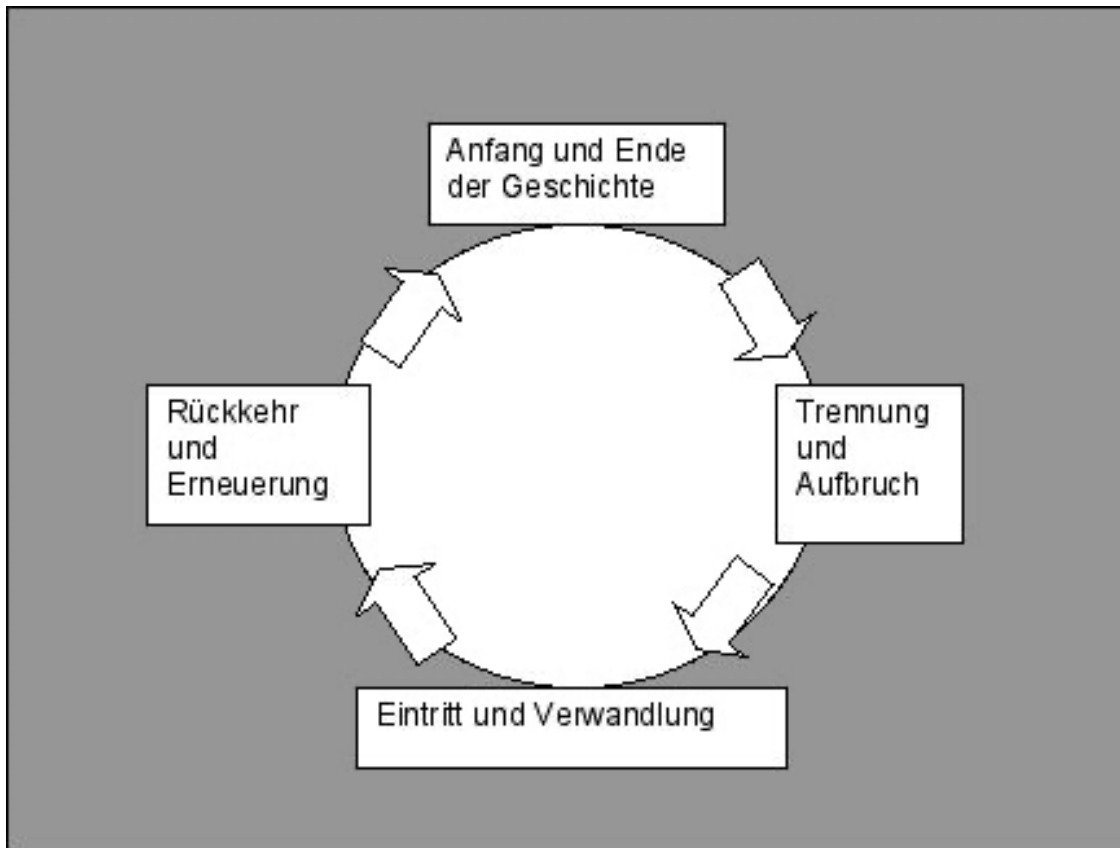 Anfang und Ende
der Geschichte
Rückkehr
und
Erneuerung
Trennung
und
Aufbruch
Eintritt und Verwandlung